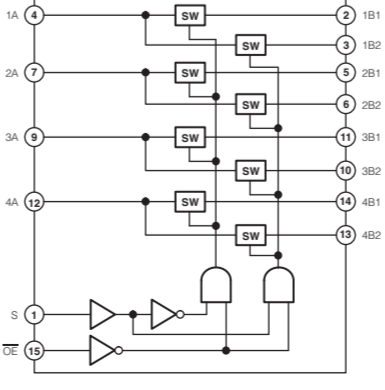 1A 4 SW 2 1B1
SW 3 1B2
2A 7 SW 5 2B1
SW 6 2B2
3A 9 SW 11 3B1
SW 10 3B2
4A 12 SW 14 4B1
SW 13 4B2
S 1
OE 15